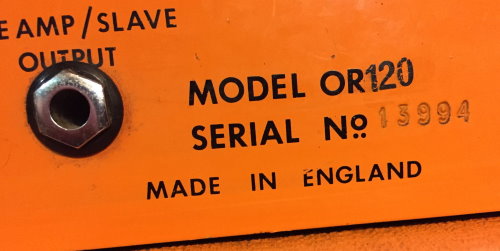 E AMP/SLAVE
OUTPUT
MODEL OR120
SERIAL No 13994
MADE IN ENGLAND